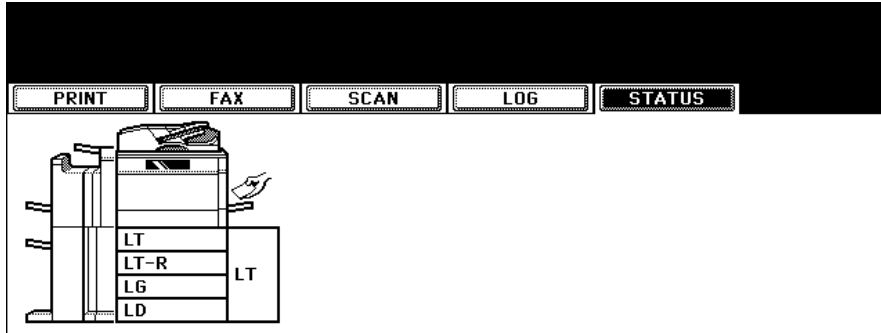 PRINT FAX SCAN LOG STATUS
LT
LT-R
LT
LG
LD